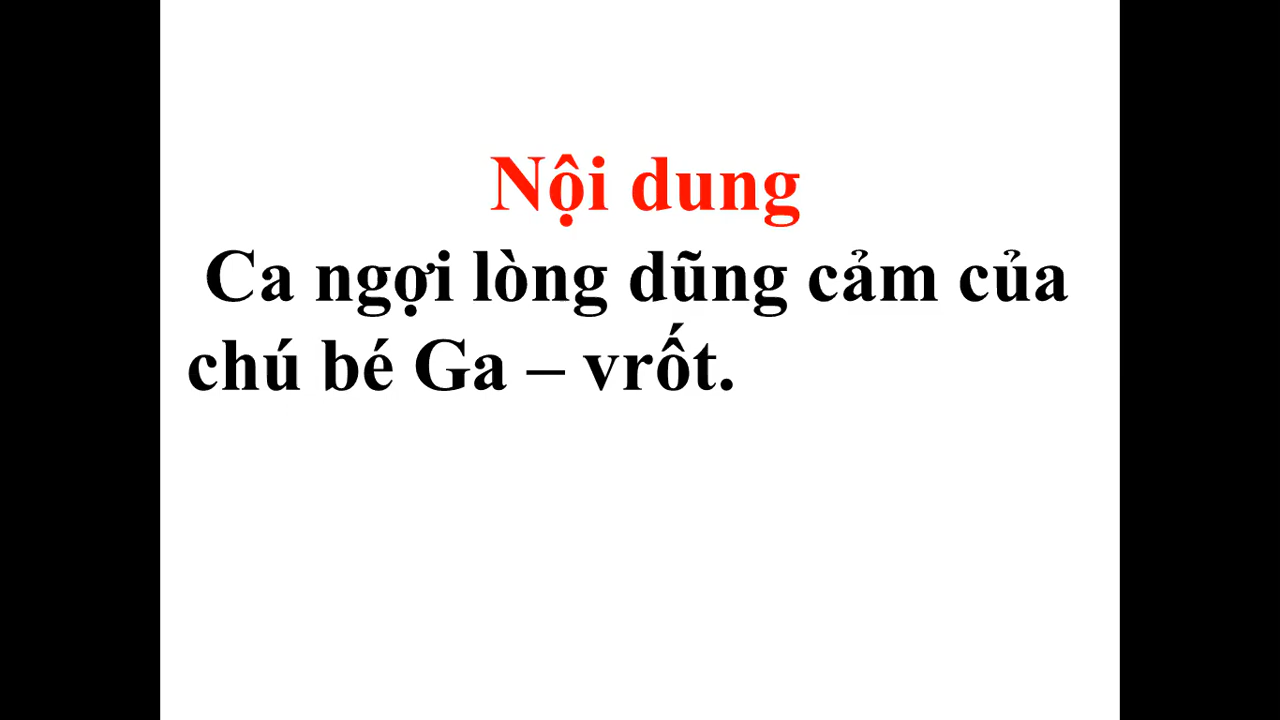 Nội dung
Ca ngợi lòng dũng cảm của
chú bé Ga – vrốt.